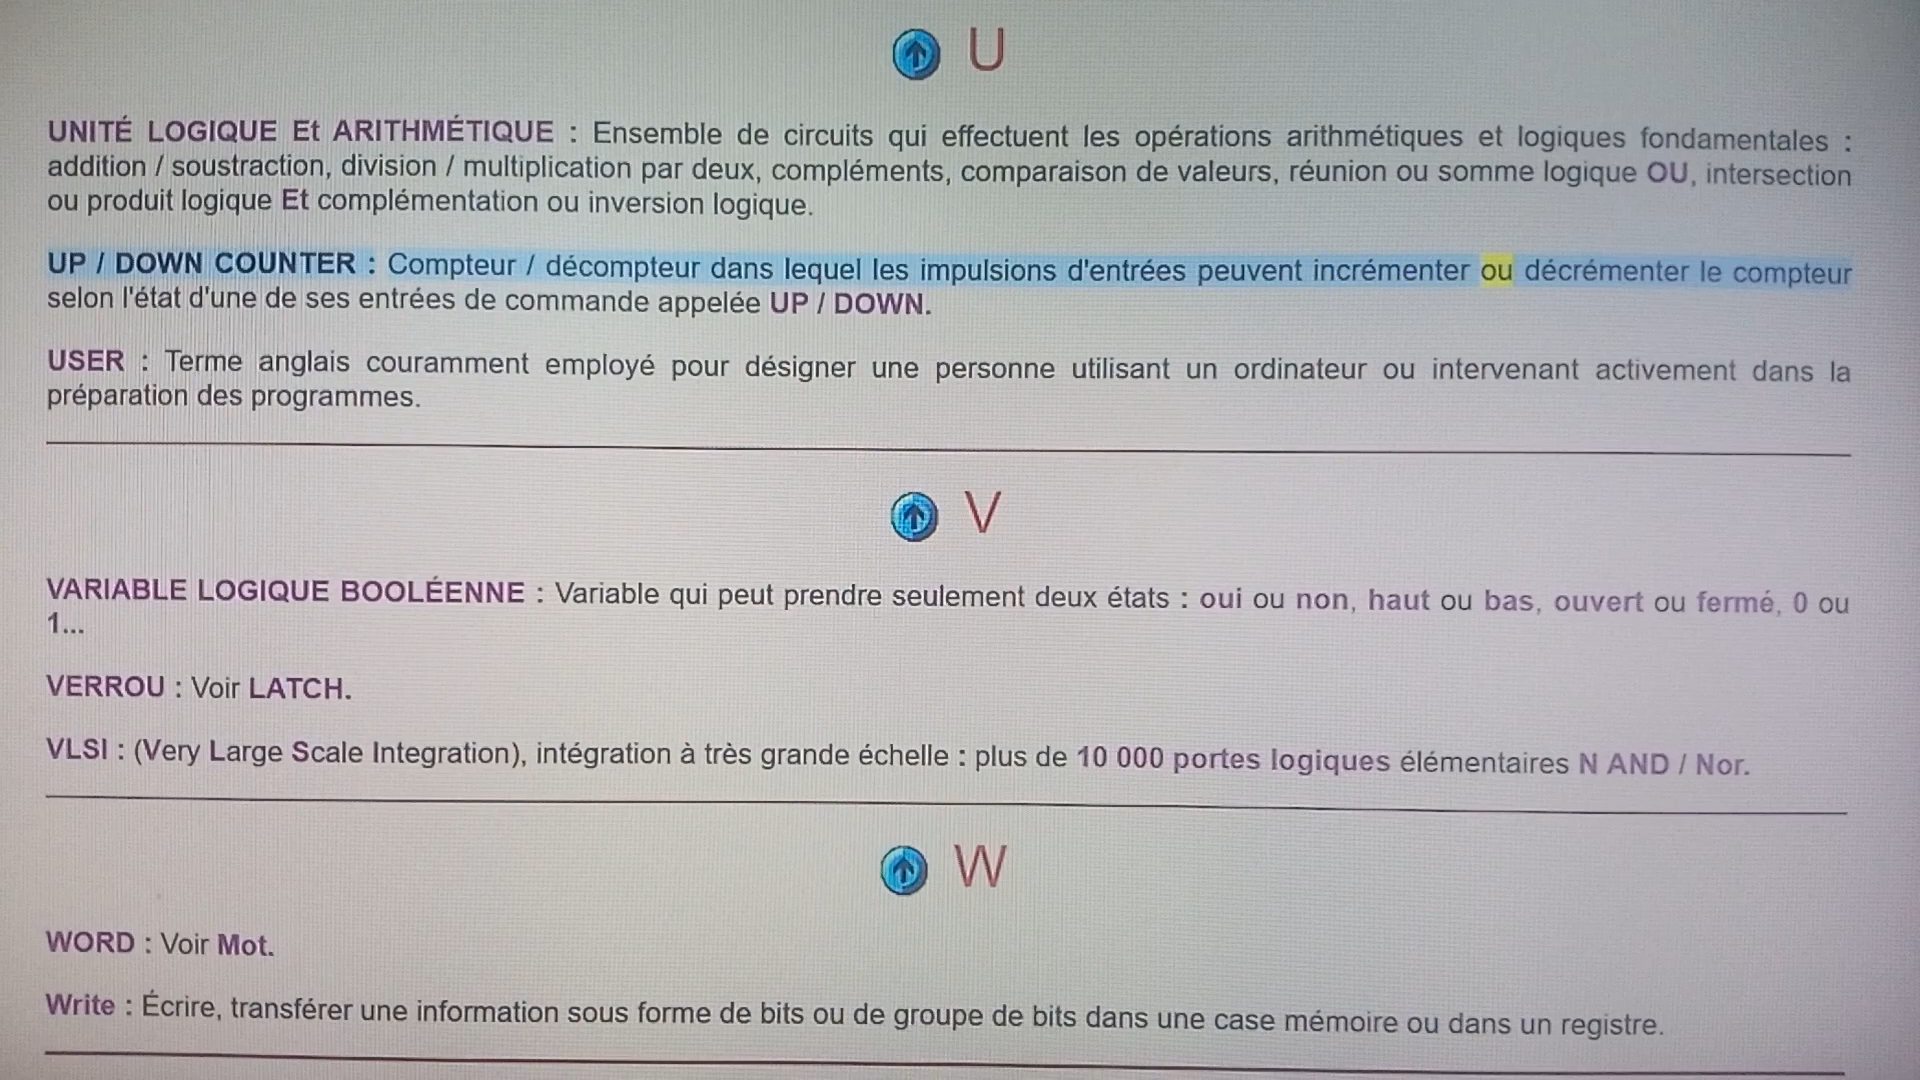 U
UNITÉ LOGIQUE Et ARITHMÉTIQUE : Ensemble de circuits qui effectuent les opérations arithmétiques et logiques fondamentales :
addition / soustraction, division / multiplication par deux, compléments, comparaison de valeurs, réunion ou somme logique OU, intersection
ou produit logique Et complémentation ou inversion logique.
UP / DOWN COUNTER : Compteur / décompteur dans lequel les impulsions d'entrées peuvent incrémenter ou décrémenter le compteur
selon l'état d'une de ses entrées de commande appelée UP / DOWN.
USER : Terme anglais couramment employé pour désigner une personne utilisant un ordinateur ou intervenant activement dans la
préparation des programmes.
V
VARIABLE LOGIQUE BOOLÉENNE : Variable qui peut prendre seulement deux états : oui ou non, haut ou bas, ouvert ou fermé, 0 ou
1...
VERROU : Voir LATCH.
VLSI : (Very Large Scale Integration), intégration à très grande échelle : plus de 10 000 portes logiques élémentaires N AND / Nor.
W
WORD : Voir Mot.
Write : Écrire, transférer une information sous forme de bits ou de groupe de bits dans une case mémoire ou dans un registre.